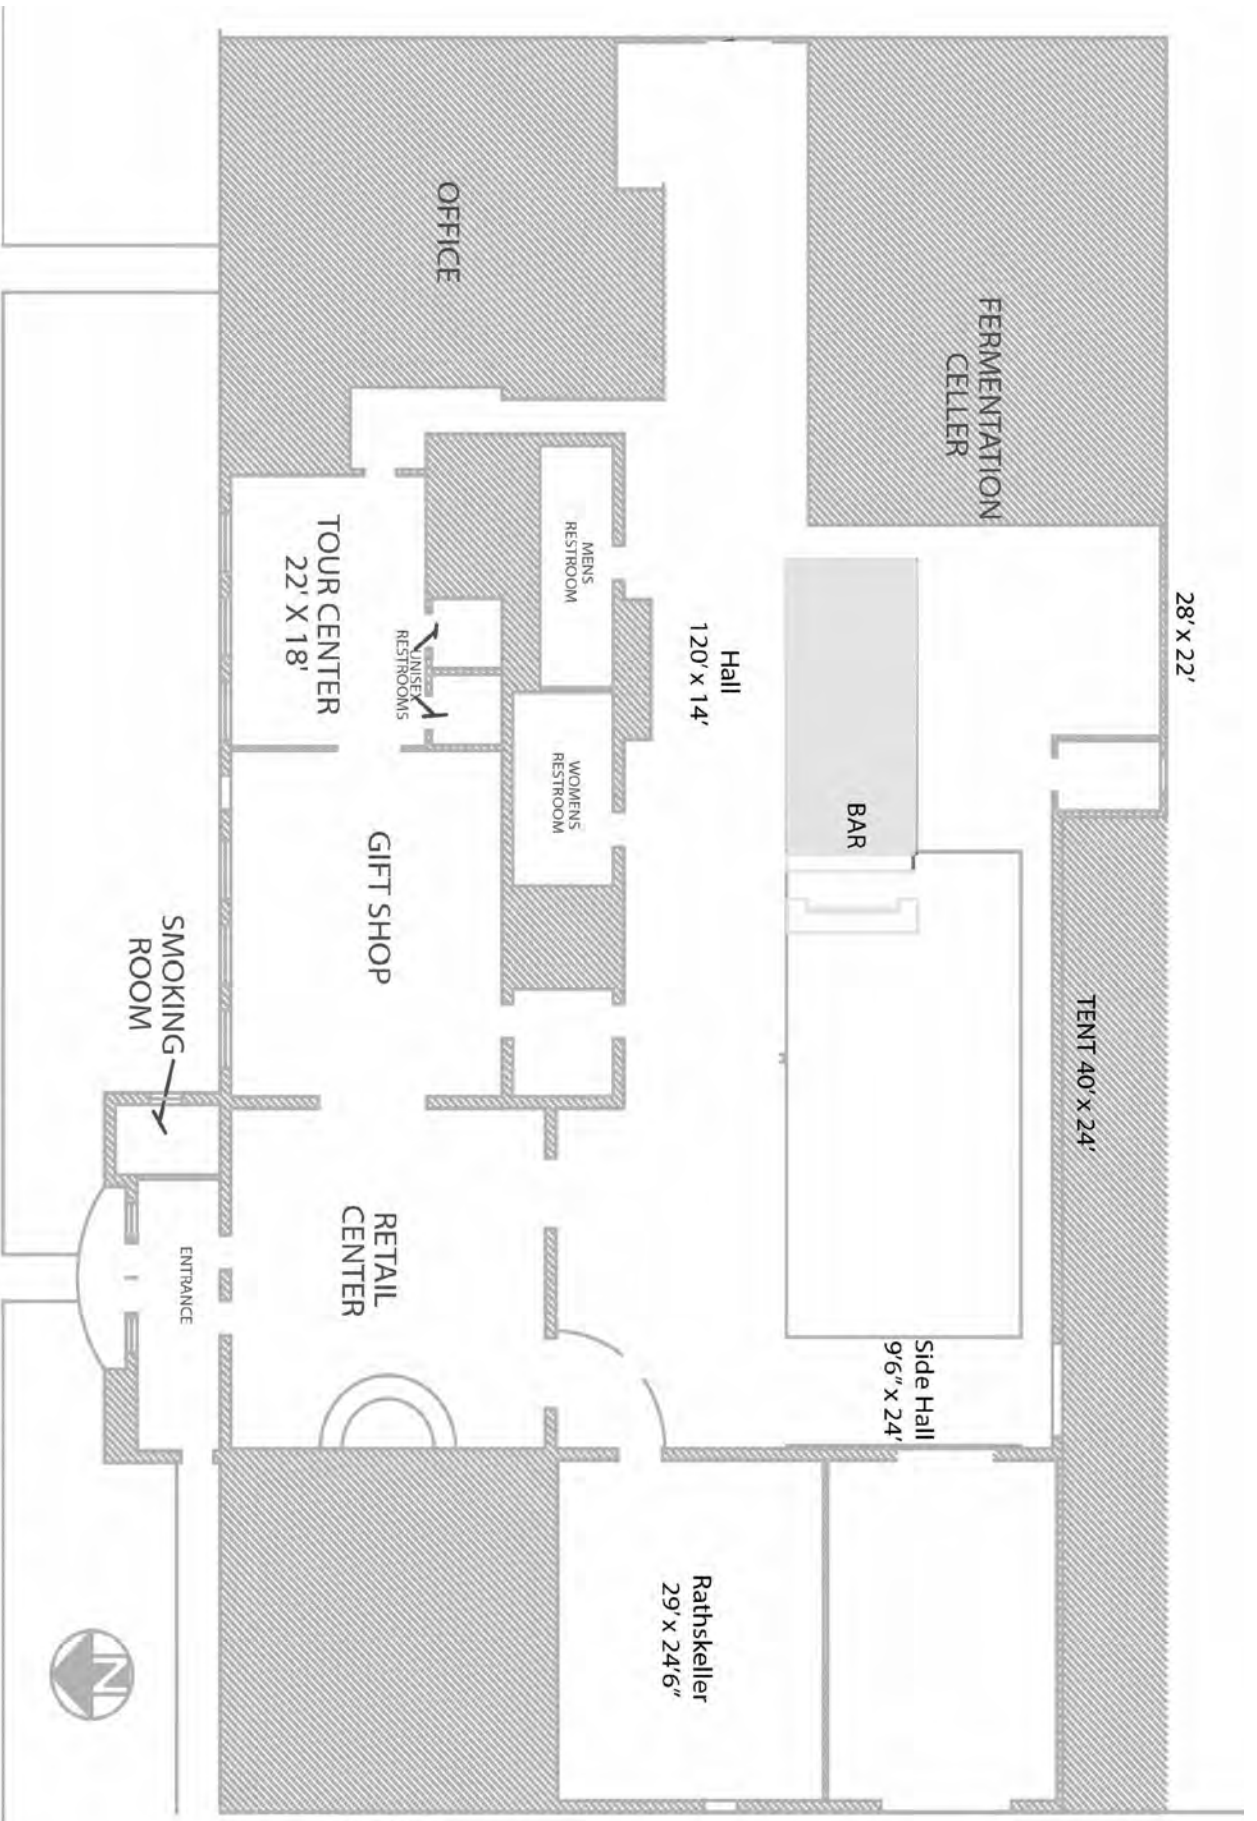 28' x 22'
FERMENTATION
CELLER
TENT 40' x 24'
BAR
Side Hall
9'6" x 24'
Hall
120' x 14'
Rathskeller
29' x 24'6"
MENS
RESTROOM
WOMENS
RESTROOM
OFFICE
UNISEX
RESTROOMS
TOUR CENTER
22' X 18'
GIFT SHOP
RETAIL
CENTER
SMOKING
ROOM
ENTRANCE
N